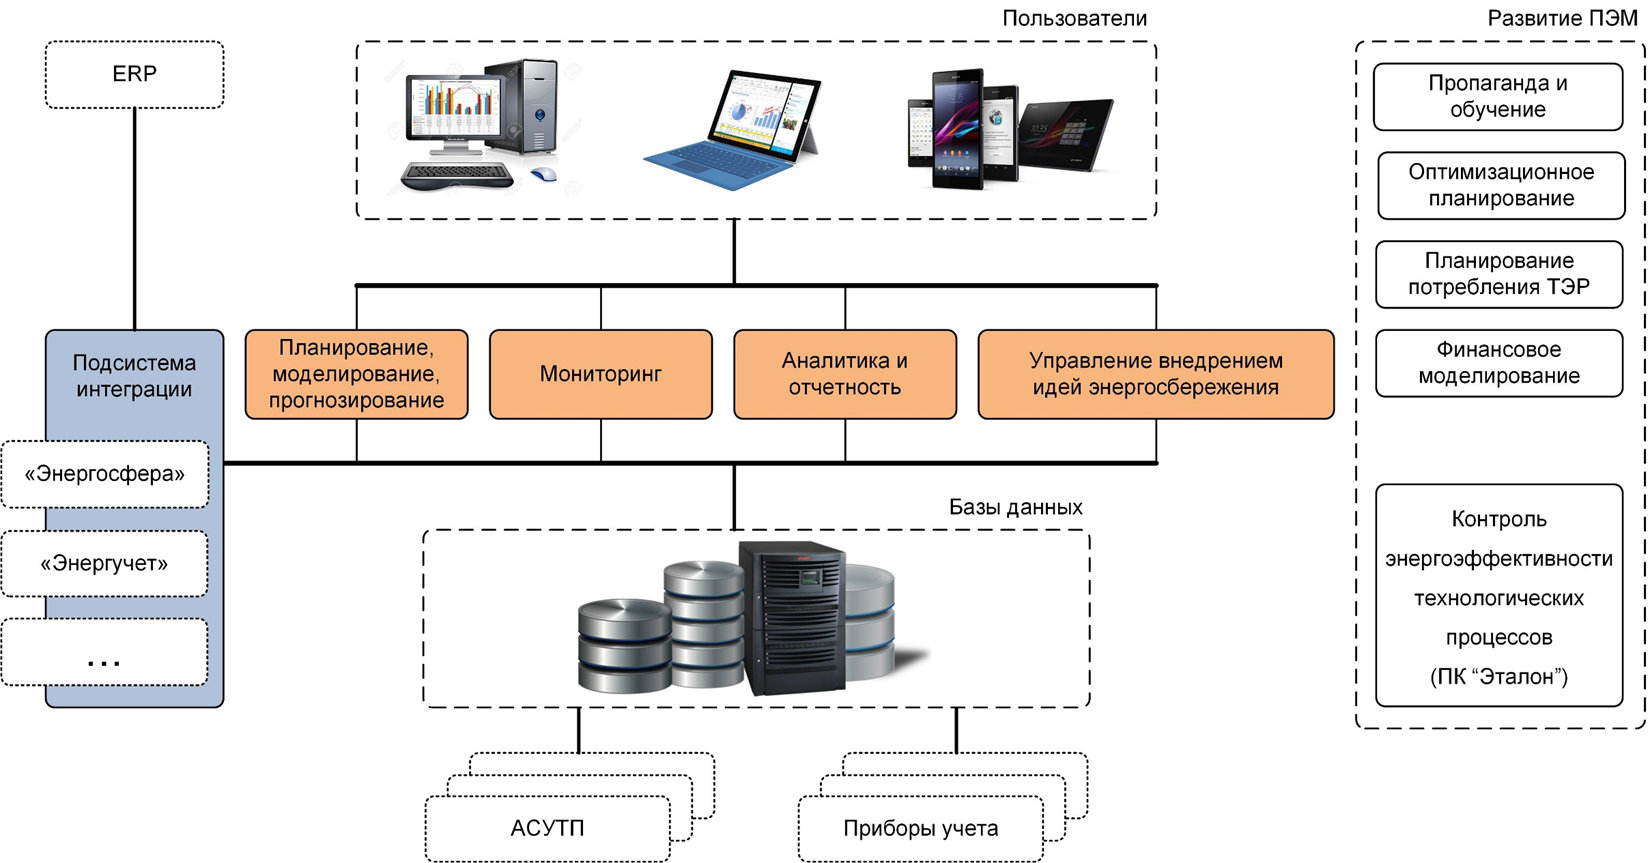 Пользователи
Развитие ПЭМ
ERP
Пропаганда и
обучение
Оптимизационное
планирование
Планирование
потребления ТЭР
Финансовое
моделирование
Контроль
энергоэффективности
технологических
процессов
(ПК “Эталон”)
Подсистема
интеграции
Планирование,
моделирование,
прогнозирование
Мониторинг
Аналитика и
отчетность
Управление внедрением
идей энергосбережения
«Энергосфера»
«Энергучет»
...
Базы данных
АСУТП
Приборы учета
10:35